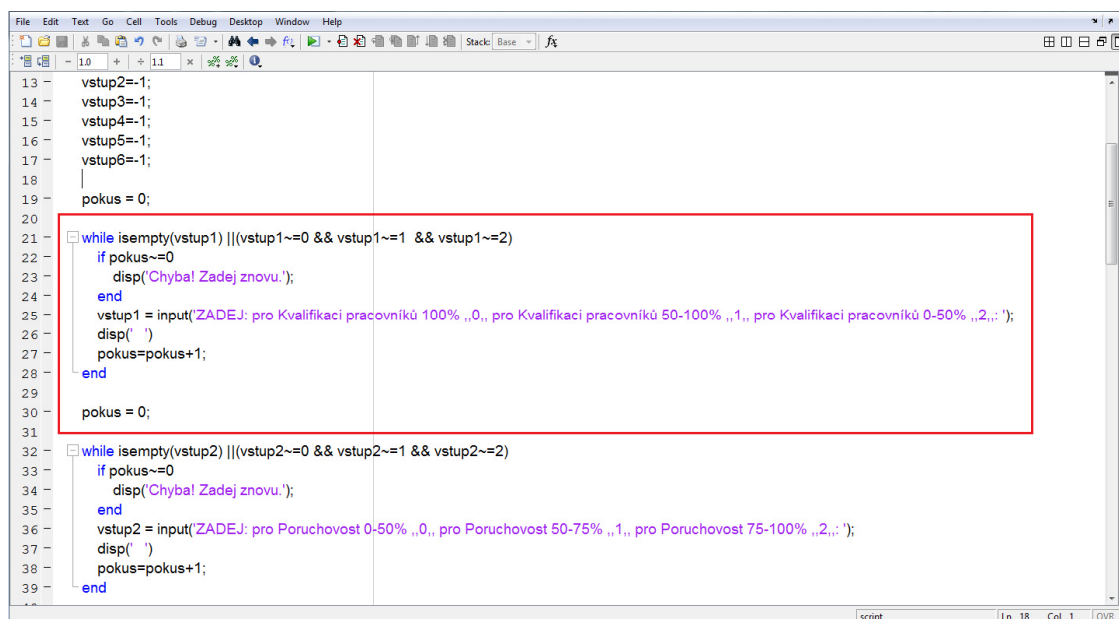 File Edit Text Go Cell Tools Debug Desktop Window Help
Stack: Base fx
- 1.0 + ÷ 1.1 ×
13 - vstup2=-1;
14 - vstup3=-1;
15 - vstup4=-1;
16 - vstup5=-1;
17 - vstup6=-1;
18
19 - pokus = 0;
20
21 - while isempty(vstup1) ||(vstup1~=0 && vstup1~=1 && vstup1~=2)
22 - if pokus~=0
23 - disp('Chyba! Zadej znovu.');
24 - end
25 - vstup1 = input('ZADEJ: pro Kvalifikaci pracovníků 100% ,,0,, pro Kvalifikaci pracovníků 50-100% ,,1,, pro Kvalifikaci pracovníků 0-50% ,,2,,: ');
26 - disp(' ')
27 - pokus=pokus+1;
28 - end
29
30 - pokus = 0;
31
32 - while isempty(vstup2) ||(vstup2~=0 && vstup2~=1 && vstup2~=2)
33 - if pokus~=0
34 - disp('Chyba! Zadej znovu.');
35 - end
36 - vstup2 = input('ZADEJ: pro Poruchovost 0-50% ,,0,, pro Poruchovost 50-75% ,,1,, pro Poruchovost 75-100% ,,2,,: ');
37 - disp(' ')
38 - pokus=pokus+1;
39 - end
script Ln 18 Col 1 OVR